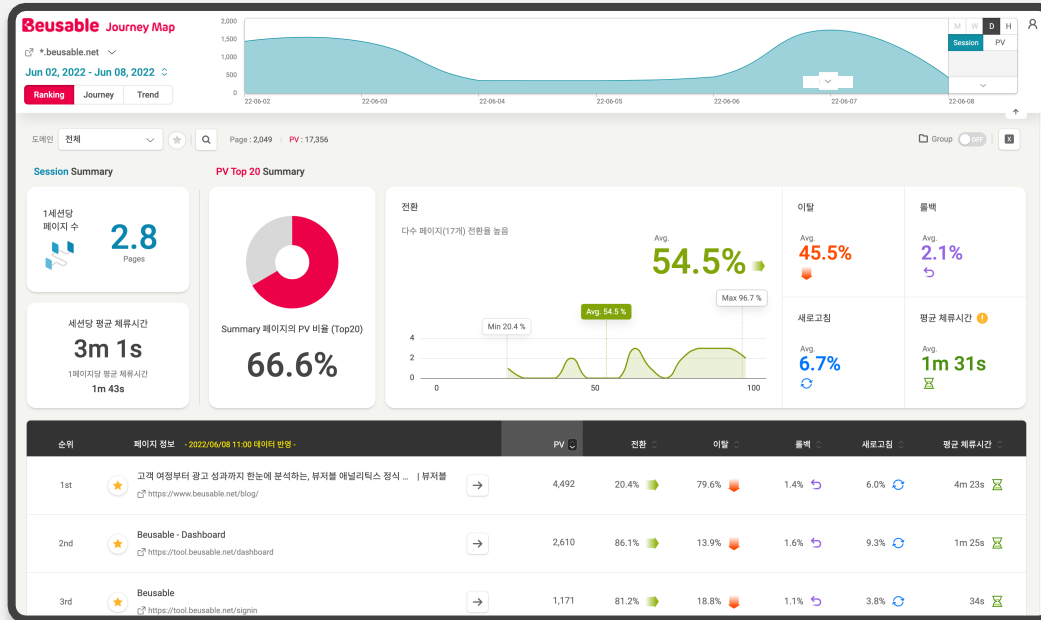 Beusable Journey Map
*.beusable.net
Jun 02, 2022 - Jun 08, 2022
Ranking Journey Trend
2,000
1,500
1,000
500
0
22-06-02 22-06-03 22-06-04 22-06-05 22-06-06 22-06-07 22-06-08
M W D H
Session PV
도메인 전체 Page : 2,049 PV : 17,356 Group OFF X
Session Summary
1세션당
페이지 수
2.8
Pages
세션당 평균 체류시간
3m 1s
1페이지당 평균 체류시간
1m 43s
PV Top 20 Summary
Summary 페이지의 PV 비율 (Top20)
66.6%
전환
다수 페이지(17개) 전환율 높음
Avg.
54.5%
Max 96.7 %
Avg. 54.5 %
Min 20.4 %
4
2
0
0 50 100
이탈
Avg.
45.5%
롤백
Avg.
2.1%
새로고침
Avg.
6.7%
평균 체류시간 !
Avg.
1m 31s
순위 페이지 정보 - 2022/06/08 11:00 데이터 반영 - PV 전환 이탈 롤백 새로고침 평균 체류시간
1st 고객 여정부터 광고 성과까지 한눈에 분석하는, 뷰저블 애널리틱스 정식 ... | 뷰저블 4,492 20.4% 79.6% 1.4% 6.0% 4m 23s
https://www.beusable.net/blog/
2nd Beusable - Dashboard 2,610 86.1% 13.9% 1.6% 9.3% 1m 25s
https://tool.beusable.net/dashboard
3rd Beusable 1,171 81.2% 18.8% 1.1% 3.8% 34s
https://tool.beusable.net/signin